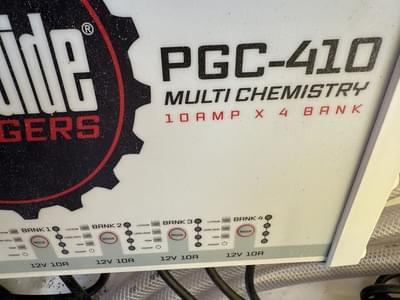 uide®
GERS
PGC-410
MULTI CHEMISTRY
10AMP X 4 BANK
BANK 1 BANK 2 BANK 3 BANK 4
12V 10A 12V 10A 12V 10A 12V 10A